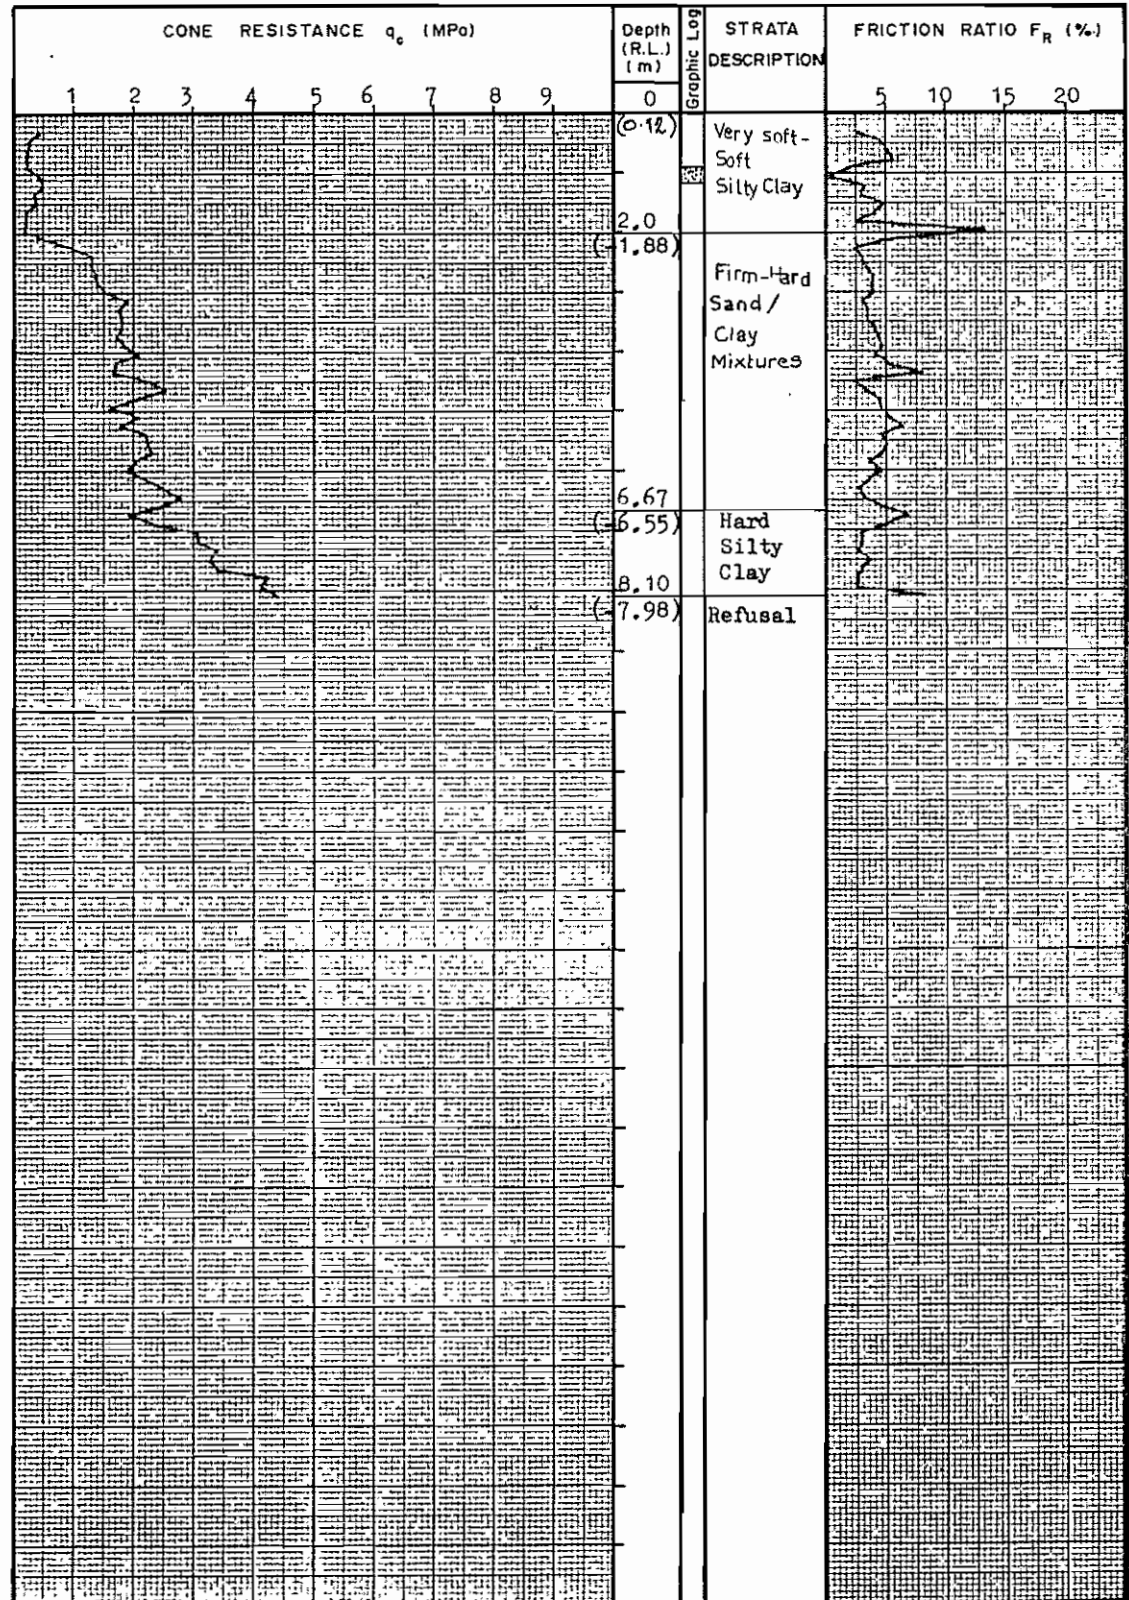 CONE RESISTANCE qc (MPa)
Depth
(R.L.)
(m)
0
Graphic Log
STRATA
DESCRIPTION
FRICTION RATIO FR (%)
1 2 3 4 5 6 7 8 9
5 10 15 20
(0.12)
Very soft-
Soft
Silty Clay
2.0
(-1.88)
Firm-Hard
Sand/
Clay
Mixtures
6.67
(-6.55)
Hard
Silty
Clay
8.10
(-7.98)
Refusal